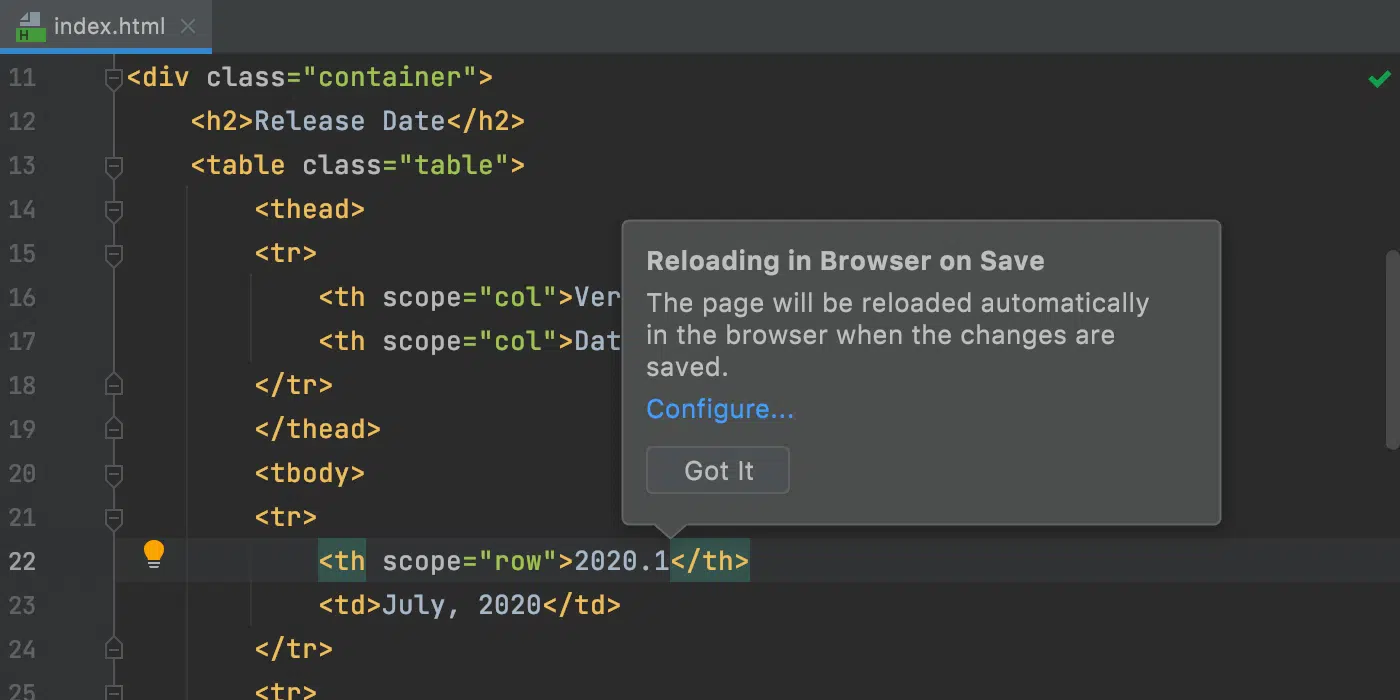 index.html
11 <div class="container">
12 <h2>Release Date</h2>
13 <table class="table">
14 <thead>
15 <tr>
16 <th scope="col">Ver
17 <th scope="col">Dat
18 </tr>
19 </thead>
20 <tbody>
21 <tr>
22 <th scope="row">2020.1</th>
23 <td>July, 2020</td>
24 </tr>
25 <tr>
Reloading in Browser on Save
The page will be reloaded automatically
in the browser when the changes are
saved.
Configure...
Got It